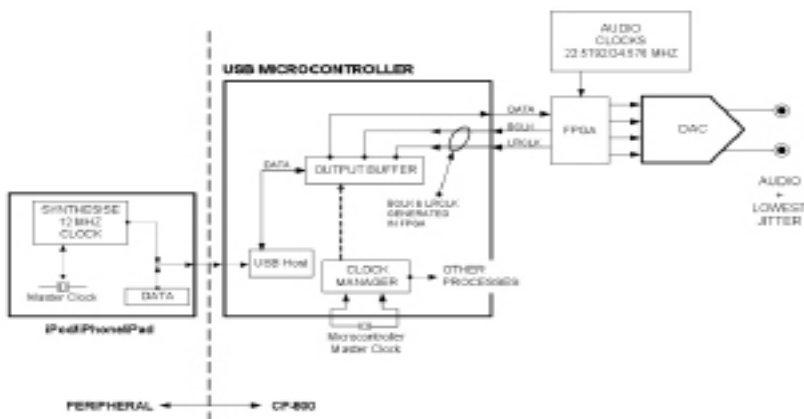 AUDIO
CLOCKS
22.5792/24.576 MHZ
USB MICROCONTROLLER
DATA
BCLK
LRCLK
FPGA
DAC
DATA
OUTPUT BUFFER
BCLK & LRCLK
GENERATED
IN FPGA
AUDIO
+
LOWEST
JITTER
SYNTHESISE
12 MHZ
CLOCK
Master Clock
DATA
USB Host
CLOCK
MANAGER
OTHER
PROCESSES
iPod/iPhone/iPad
Microcontroller
Master Clock
PERIPHERAL
CP-800